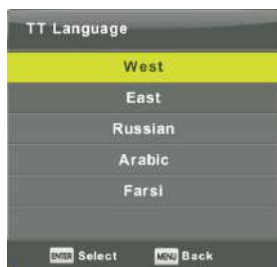 TT Language
West
East
Russian
Arabic
Farsi
ENTER Select MENU Back